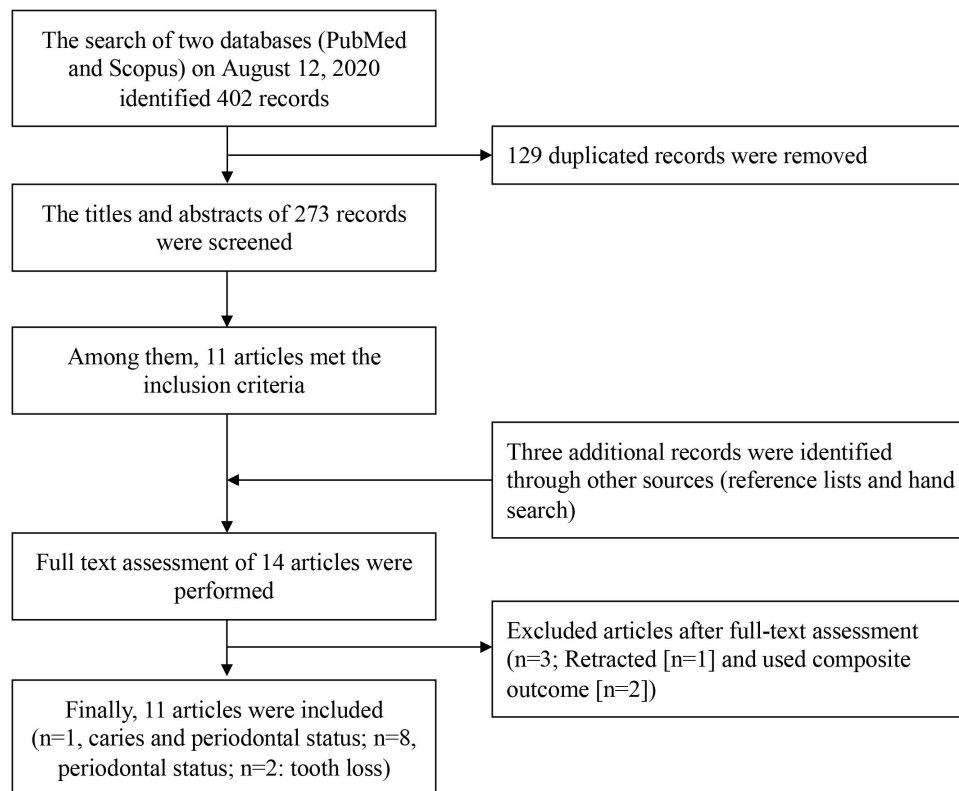 The search of two databases (PubMed
and Scopus) on August 12, 2020
identified 402 records
129 duplicated records were removed
The titles and abstracts of 273 records
were screened
Among them, 11 articles met the
inclusion criteria
Three additional records were identified
through other sources (reference lists and hand
search)
Full text assessment of 14 articles were
performed
Excluded articles after full-text assessment
(n=3; Retracted [n=1] and used composite
outcome [n=2])
Finally, 11 articles were included
(n=1, caries and periodontal status; n=8,
periodontal status; n=2: tooth loss)